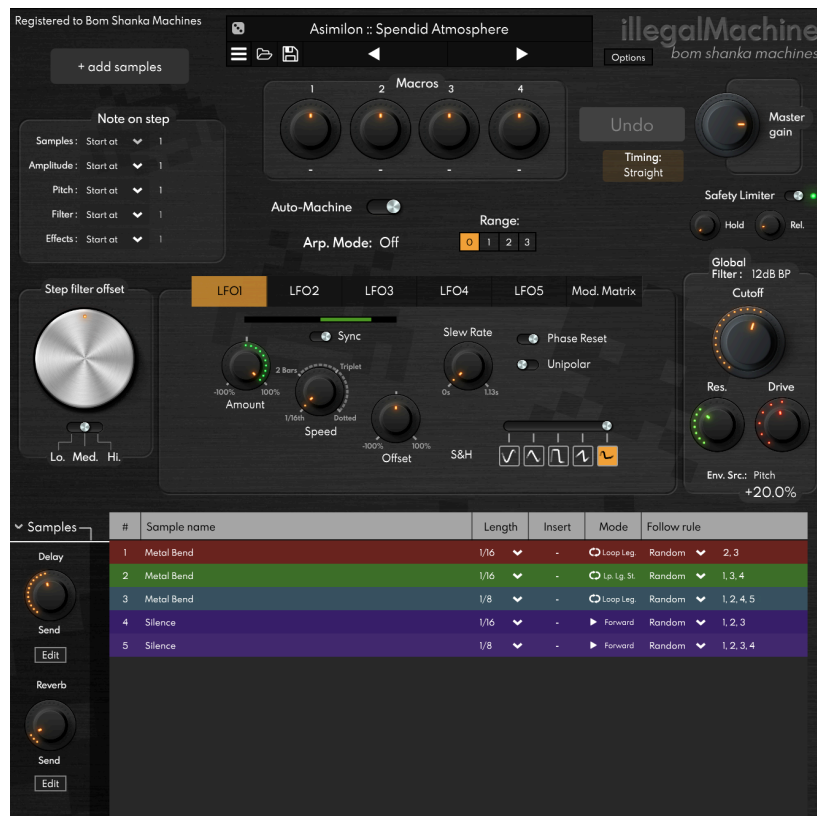 Registered to Bom Shanka Machines
Asimilon :: Spendid Atmosphere
illegalMachine
bom shanka machines
Options
+ add samples
Macros
1 2 3 4
- - - -
Undo
Master gain
Timing:
Straight
Note on step
Samples: Start at 1
Amplitude: Start at 1
Pitch: Start at 1
Filter: Start at 1
Effects: Start at 1
Auto-Machine
Arp. Mode: Off
Range:
0 1 2 3
Safety Limiter
Hold Rel.
Global
Filter: 12dB BP
Cutoff
Res. Drive
Env. Src.: Pitch
+20.0%
Step filter offset
Lo. Med. Hi.
LFO1 LFO2 LFO3 LFO4 LFO5 Mod. Matrix
Sync
Slew Rate
Phase Reset
Unipolar
0s 1.13s
-100% 100%
Amount
2 Bars Triplet
1/16th Dotted
Speed
-100% 100%
Offset
S&H
Samples
# Sample name Length Insert Mode Follow rule
1 Metal Bend 1/16 - Loop Leg. Random 2, 3
2 Metal Bend 1/16 - Lp. Lg. St. Random 1, 3, 4
3 Metal Bend 1/8 - Loop Leg. Random 1, 2, 4, 5
4 Silence 1/16 - Forward Random 1, 2, 3
5 Silence 1/8 - Forward Random 1, 2, 3, 4
Delay
Send
Edit
Reverb
Send
Edit